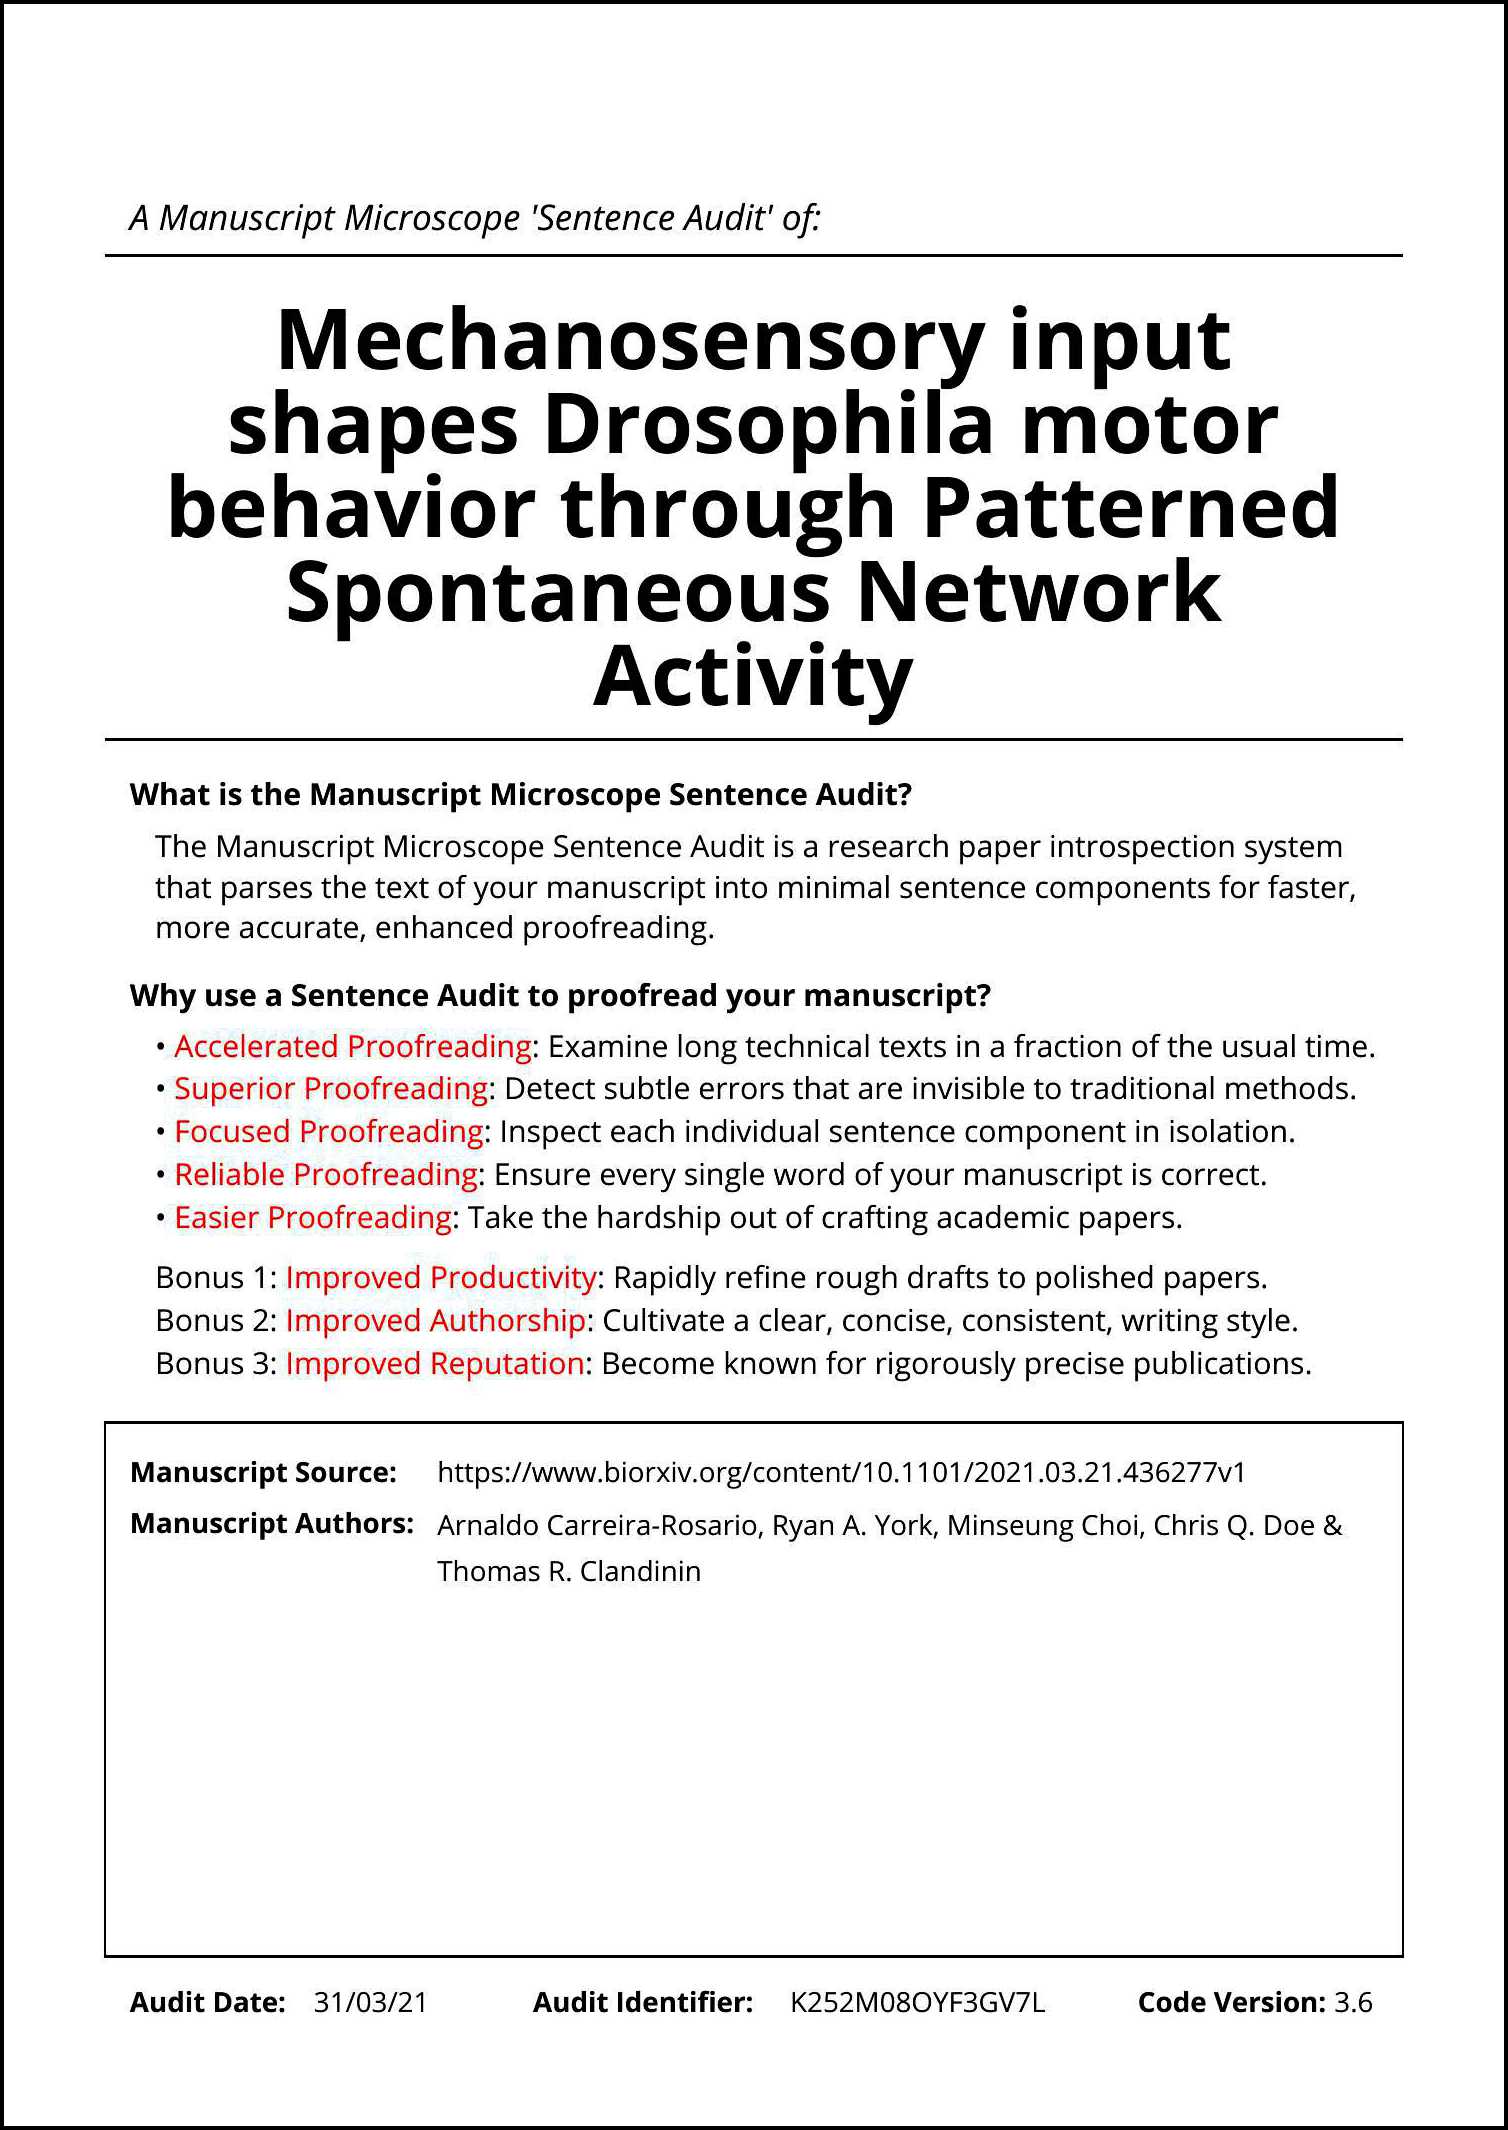 A Manuscript Microscope 'Sentence Audit' of:
Mechanosensory input
shapes Drosophila motor
behavior through Patterned
Spontaneous Network
Activity
What is the Manuscript Microscope Sentence Audit?
The Manuscript Microscope Sentence Audit is a research paper introspection system
that parses the text of your manuscript into minimal sentence components for faster,
more accurate, enhanced proofreading.
Why use a Sentence Audit to proofread your manuscript?
• Accelerated Proofreading: Examine long technical texts in a fraction of the usual time.
• Superior Proofreading: Detect subtle errors that are invisible to traditional methods.
• Focused Proofreading: Inspect each individual sentence component in isolation.
• Reliable Proofreading: Ensure every single word of your manuscript is correct.
• Easier Proofreading: Take the hardship out of crafting academic papers.
Bonus 1: Improved Productivity: Rapidly refine rough drafts to polished papers.
Bonus 2: Improved Authorship: Cultivate a clear, concise, consistent, writing style.
Bonus 3: Improved Reputation: Become known for rigorously precise publications.
Manuscript Source: https://www.biorxiv.org/content/10.1101/2021.03.21.436277v1
Manuscript Authors: Arnaldo Carreira-Rosario, Ryan A. York, Minseung Choi, Chris Q. Doe &
Thomas R. Clandinin
Audit Date: 31/03/21 Audit Identifier: K252M08OYF3GV7L Code Version: 3.6